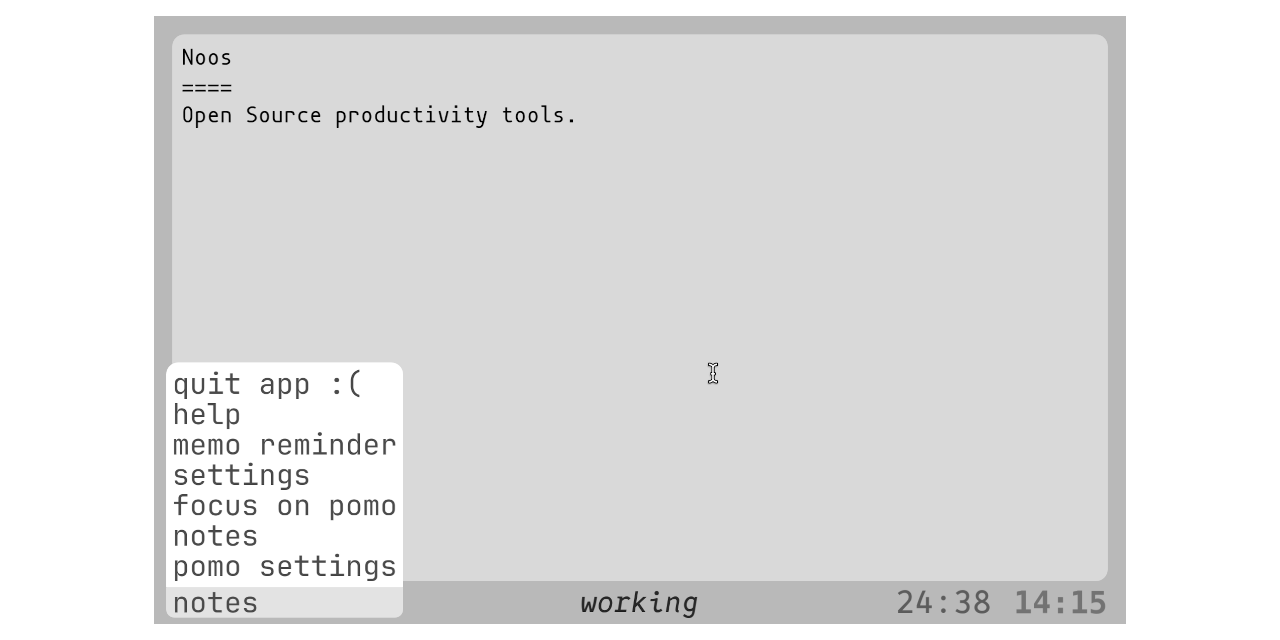 Noos
====
Open Source productivity tools.
quit app :(
help
memo reminder
settings
focus on pomo
notes
pomo settings
notes
working
24:38 14:15